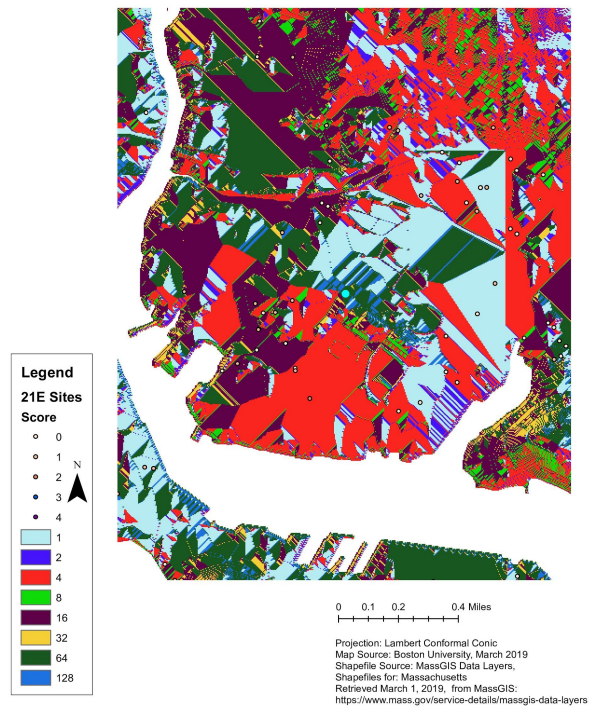 Legend
21E Sites
Score
0
1
2
3
4
N
1
2
4
8
16
32
64
128
0 0.1 0.2 0.4 Miles
Projection: Lambert Conformal Conic
Map Source: Boston University, March 2019
Shapefile Source: MassGIS Data Layers,
Shapefiles for: Massachusetts
Retrieved March 1, 2019, from MassGIS:
https://www.mass.gov/service-details/massgis-data-layers